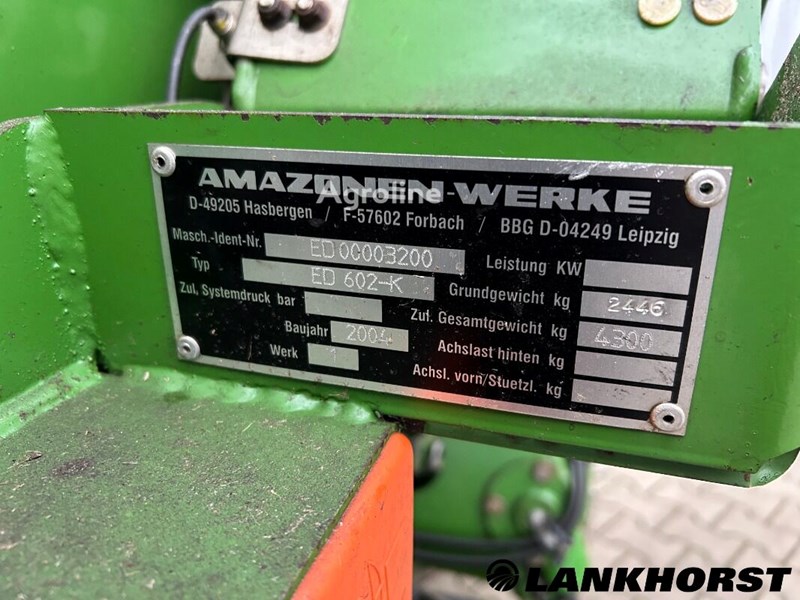 AMAZONEN-WERKE
Agroline
D-49205 Hasbergen / F-57602 Forbach / BBG D-04249 Leipzig
Masch.-Ident-Nr. ED00003200
Typ ED 602-K
Zul. Systemdruck bar
Baujahr 2004
Werk 1
Leistung KW
Grundgewicht kg 2446
Zul. Gesamtgewicht kg 4300
Achslast hinten kg
Achsl. vorn/Stuetzl. kg
LANKHORST